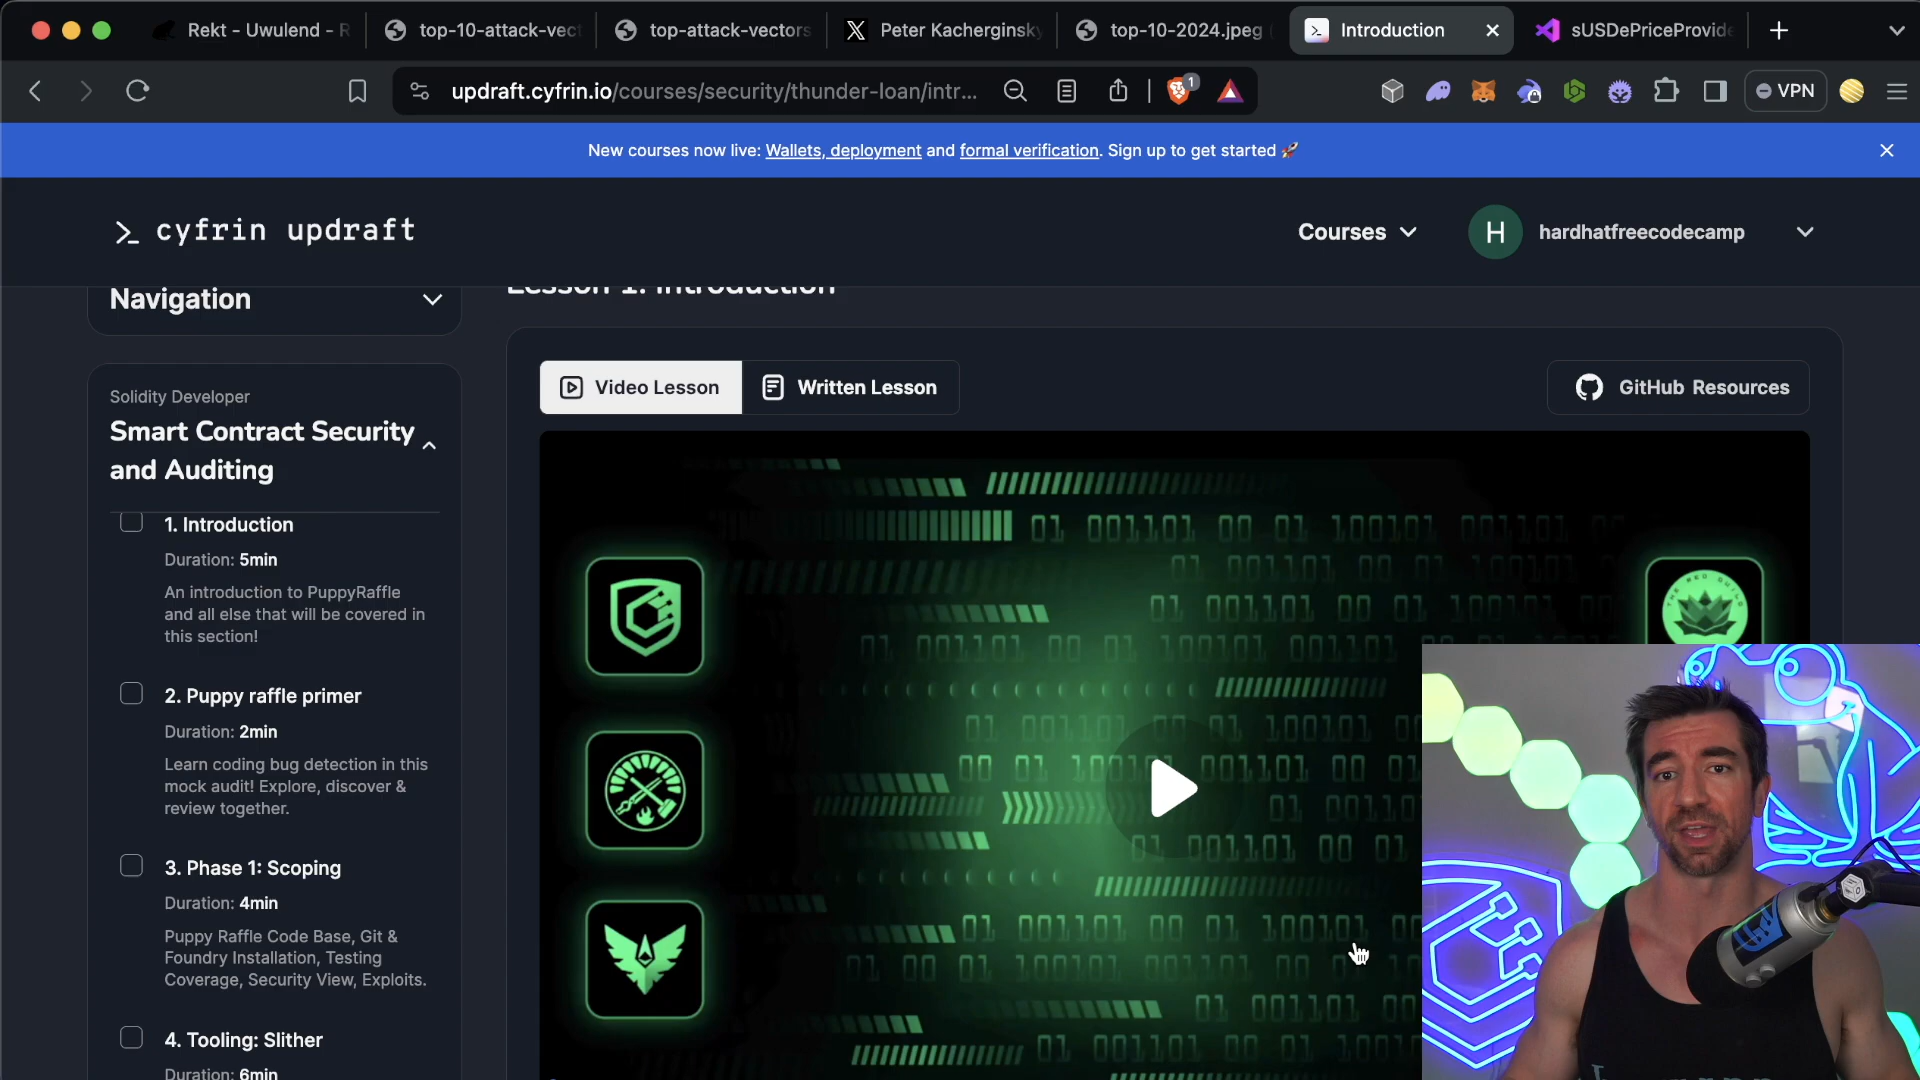 Rekt - Uwulend - R
top-10-attack-vect
top-attack-vectors
Peter Kacherginsky
top-10-2024.jpeg (
Introduction
sUSDePriceProvide
updraft.cyfrin.io/courses/security/thunder-loan/intr...
1
VPN
New courses now live: Wallets, deployment and formal verification. Sign up to get started 🚀
>_ cyfrin updraft
Courses
H
hardhatfreecodecamp
Navigation
Lesson 1: Introduction
Video Lesson
Written Lesson
GitHub Resources
Solidity Developer
Smart Contract Security
and Auditing
1. Introduction
Duration: 5min
An introduction to PuppyRaffle
and all else that will be covered in
this section!
2. Puppy raffle primer
Duration: 2min
Learn coding bug detection in this
mock audit! Explore, discover &
review together.
3. Phase 1: Scoping
Duration: 4min
Puppy Raffle Code Base, Git &
Foundry Installation, Testing
Coverage, Security View, Exploits.
4. Tooling: Slither
Duration: 6min
THE RED GUILD